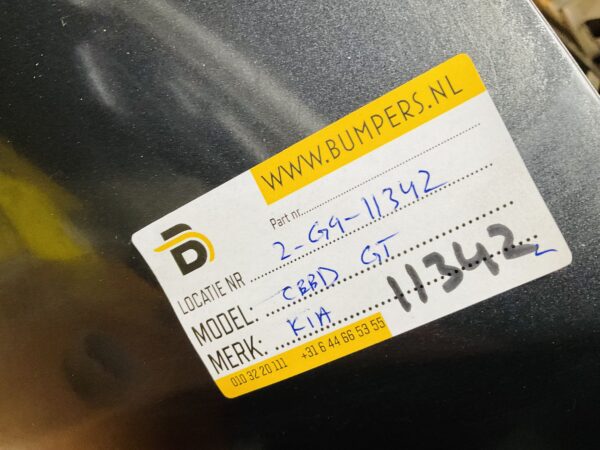 WWW.BUMPERS.NL
Part nr.
LOCATIE NR 2-G4-11342
MODEL: CEED GT
MERK: KIA
11342
010 32 20 111 +31 6 44 66 53 55